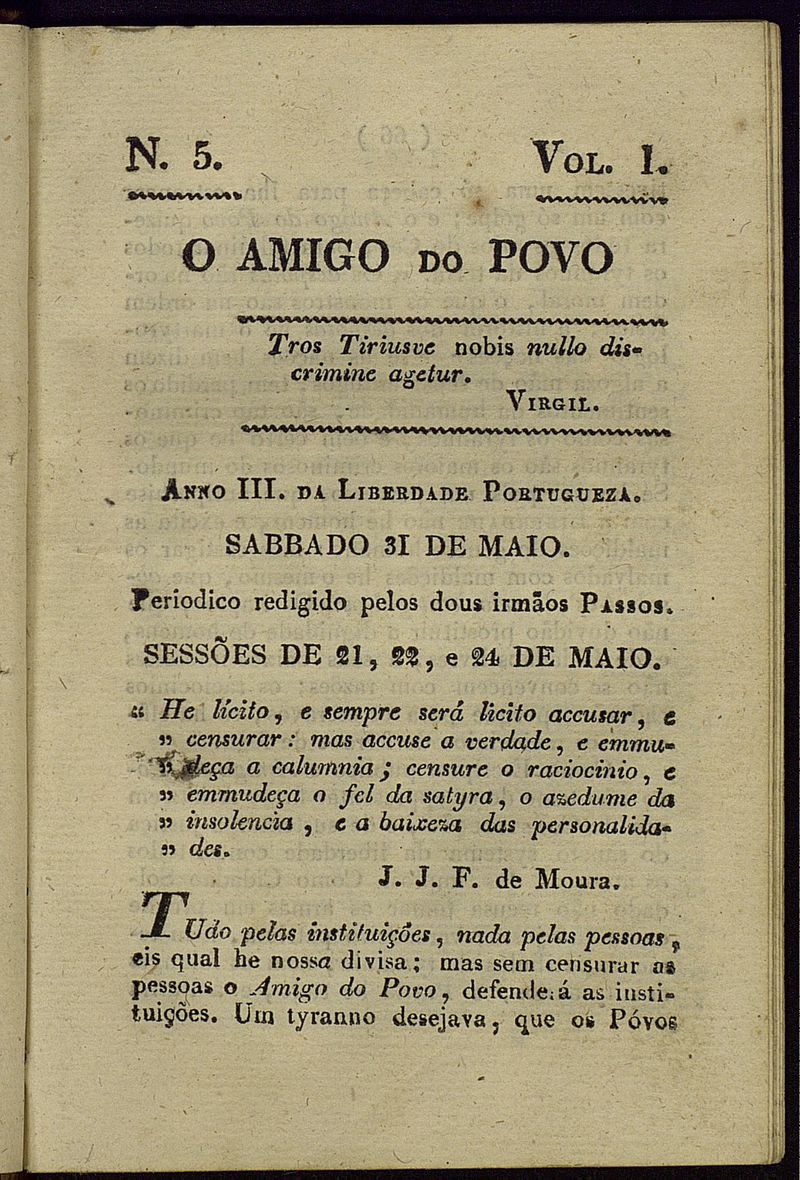 N. 5. VOL. I.
O AMIGO DO POVO
Tros Tiriusve nobis nullo dis-
crimine agetur.
VIRGIL.
ANNO III. DA LIBERDADE PORTUGUEZA.
SABBADO 31 DE MAIO.
Periodico redigido pelos dous irmãos PASSOS.
SESSÕES DE 21, 22, e 24 DE MAIO.
“ He lícito, e sempre será licito accusar, e
” censurar: mas accuse a verdade, e emmu-
” deça a calumnia; censure o raciocinio, e
” emmudeça o fel da satyra, o azedume da
” insolencia, e a baixeza das personalida-
” des.
J. J. F. de Moura.
TUdo pelas instituições, nada pelas pessoas,
eis qual he nossa divisa; mas sem censurar as
pessoas o Amigo do Povo, defenderá as insti-
tuições. Um tyranno desejava, que os Póvos